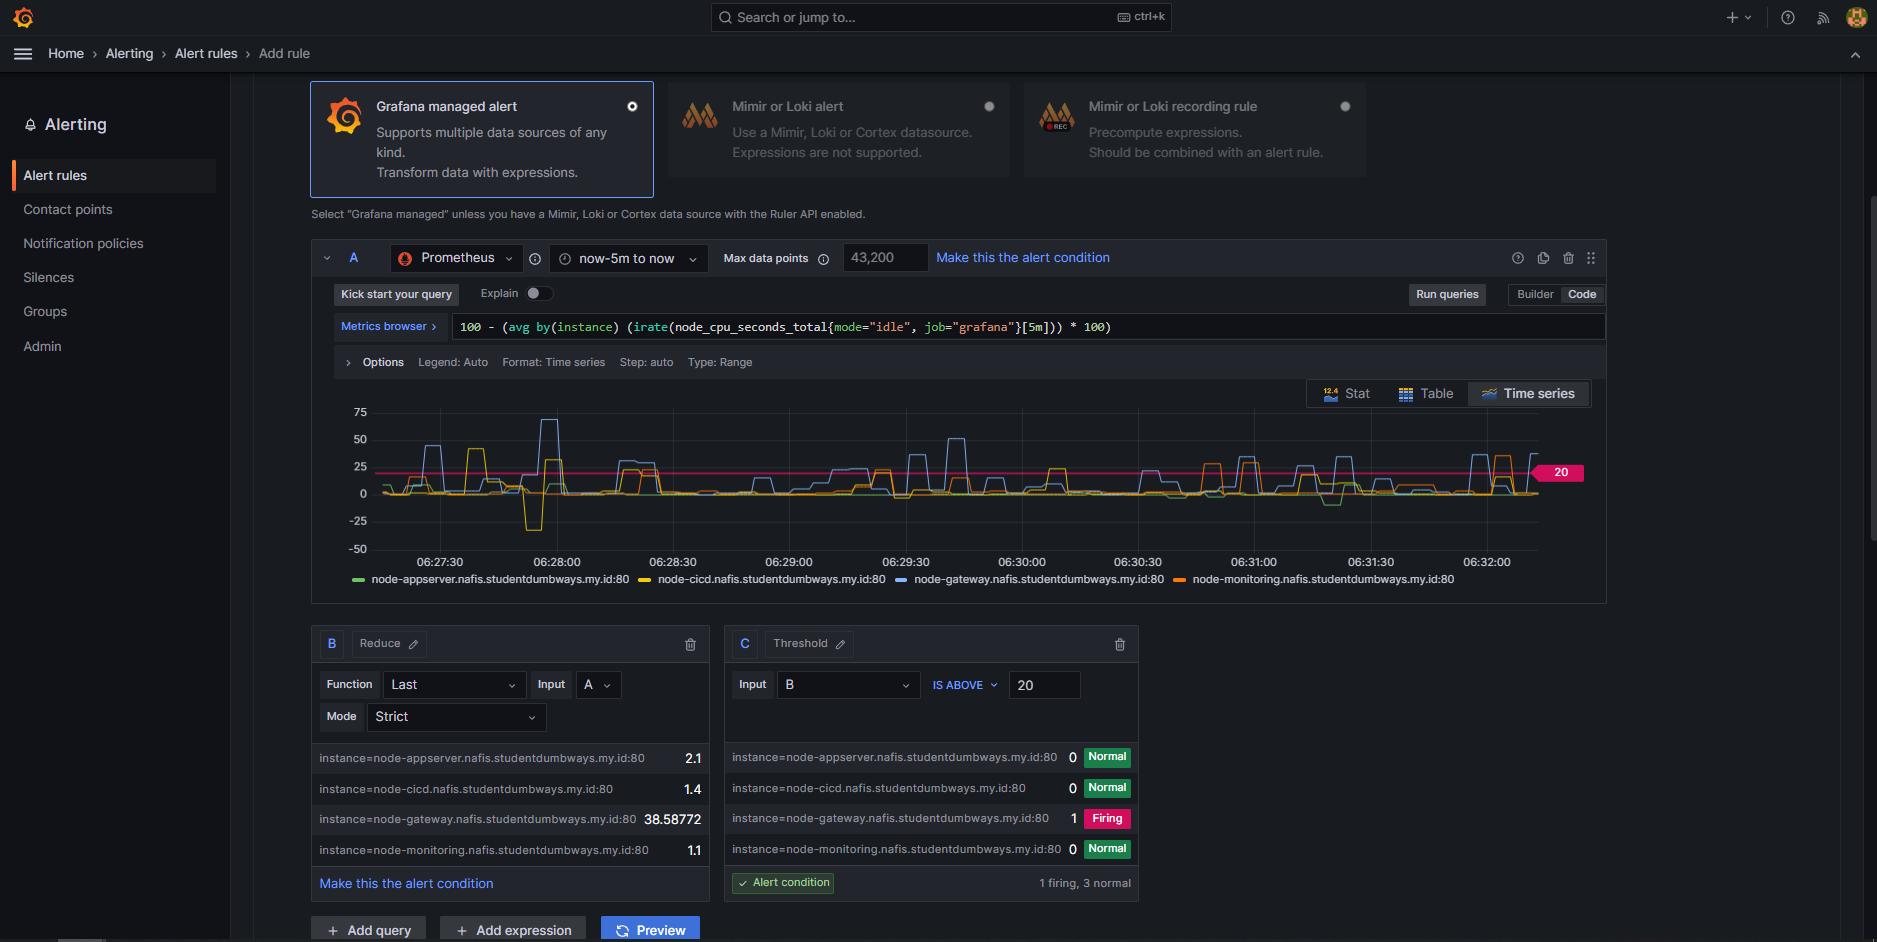 Search or jump to...
ctrl+k
Home › Alerting › Alert rules › Add rule
Alerting
Alert rules
Contact points
Notification policies
Silences
Groups
Admin
Grafana managed alert
Supports multiple data sources of any
kind.
Transform data with expressions.
Mimir or Loki alert
Use a Mimir, Loki or Cortex datasource.
Expressions are not supported.
REC
Mimir or Loki recording rule
Precompute expressions.
Should be combined with an alert rule.
Select "Grafana managed" unless you have a Mimir, Loki or Cortex data source with the Ruler API enabled.
A Prometheus now-5m to now Max data points 43,200 Make this the alert condition
Kick start your query Explain Run queries Builder Code
Metrics browser › 100 - (avg by(instance) (irate(node_cpu_seconds_total{mode="idle", job="grafana"}[5m])) * 100)
› Options Legend: Auto Format: Time series Step: auto Type: Range
12.4 Stat Table Time series
75
50
25
0
-25
-50
20
06:27:30 06:28:00 06:28:30 06:29:00 06:29:30 06:30:00 06:30:30 06:31:00 06:31:30 06:32:00
node-appserver.nafis.studentdumbways.my.id:80 node-cicd.nafis.studentdumbways.my.id:80 node-gateway.nafis.studentdumbways.my.id:80 node-monitoring.nafis.studentdumbways.my.id:80
B Reduce
Function Last Input A
Mode Strict
instance=node-appserver.nafis.studentdumbways.my.id:80 2.1
instance=node-cicd.nafis.studentdumbways.my.id:80 1.4
instance=node-gateway.nafis.studentdumbways.my.id:80 38.58772
instance=node-monitoring.nafis.studentdumbways.my.id:80 1.1
Make this the alert condition
C Threshold
Input B IS ABOVE 20
instance=node-appserver.nafis.studentdumbways.my.id:80 0 Normal
instance=node-cicd.nafis.studentdumbways.my.id:80 0 Normal
instance=node-gateway.nafis.studentdumbways.my.id:80 1 Firing
instance=node-monitoring.nafis.studentdumbways.my.id:80 0 Normal
Alert condition 1 firing, 3 normal
+ Add query + Add expression Preview